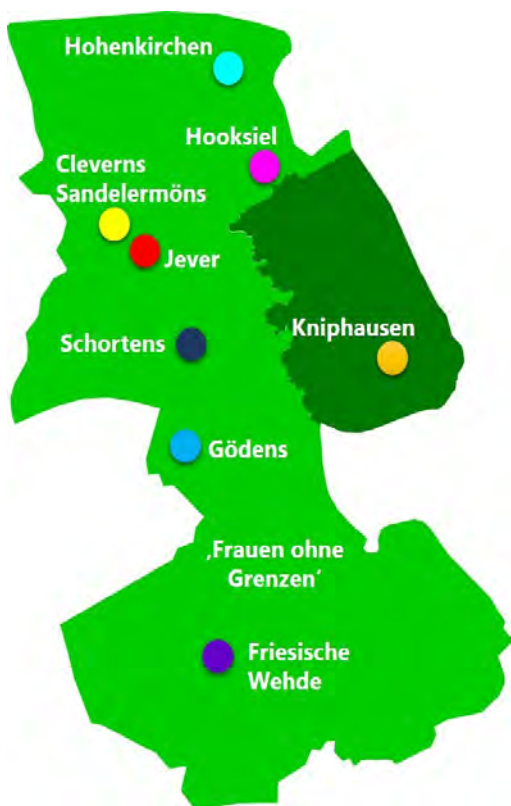 Hohenkirchen
Hooksiel
Cleverns
Sandelermöns
Jever
Kniphausen
Schortens
Gödens
‚Frauen ohne
Grenzen‘
Friesische
Wehde